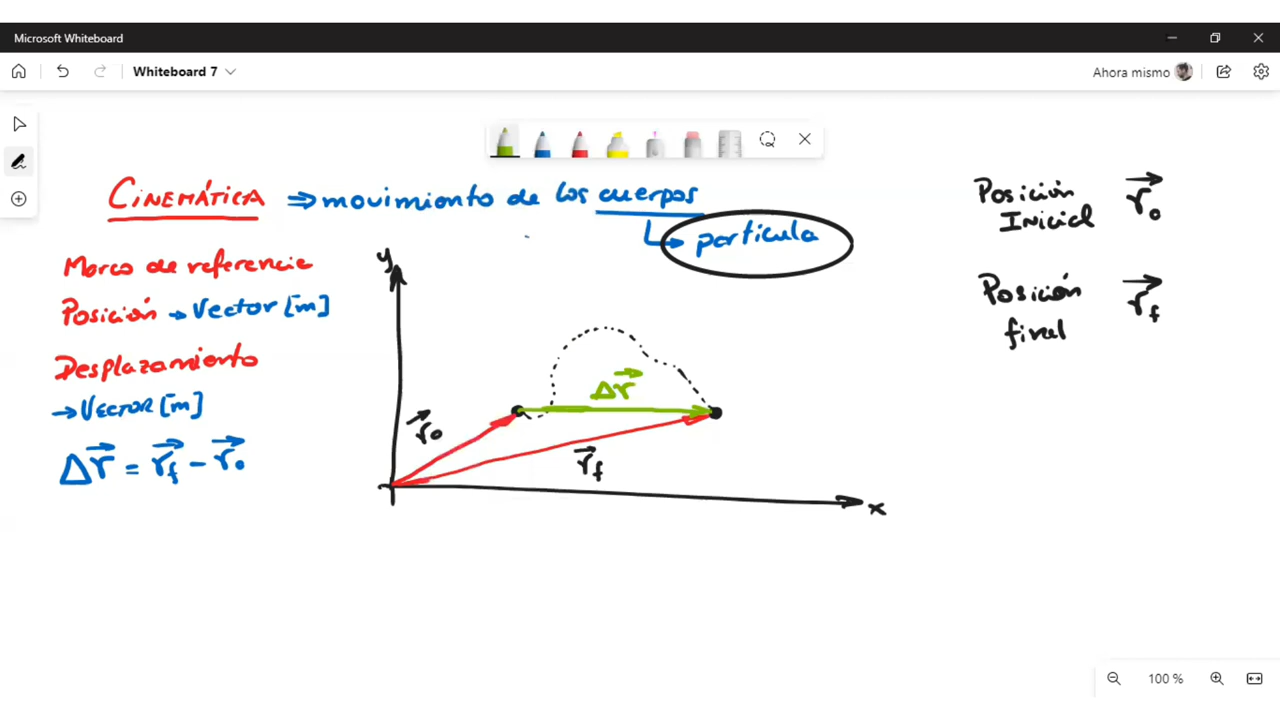 Microsoft Whiteboard
Whiteboard 7
Ahora mismo
CINEMÁTICA ⇒ movimiento de los cuerpos
↳ partícula
Marco de referencia
Posición → Vector [m]
Desplazamiento
→ VECTOR [m]
Δr⃗ = r⃗f - r⃗o
y
Δr⃗
r⃗o
r⃗f
x
Posición r⃗o
Inicial
Posición r⃗f
final
100 %